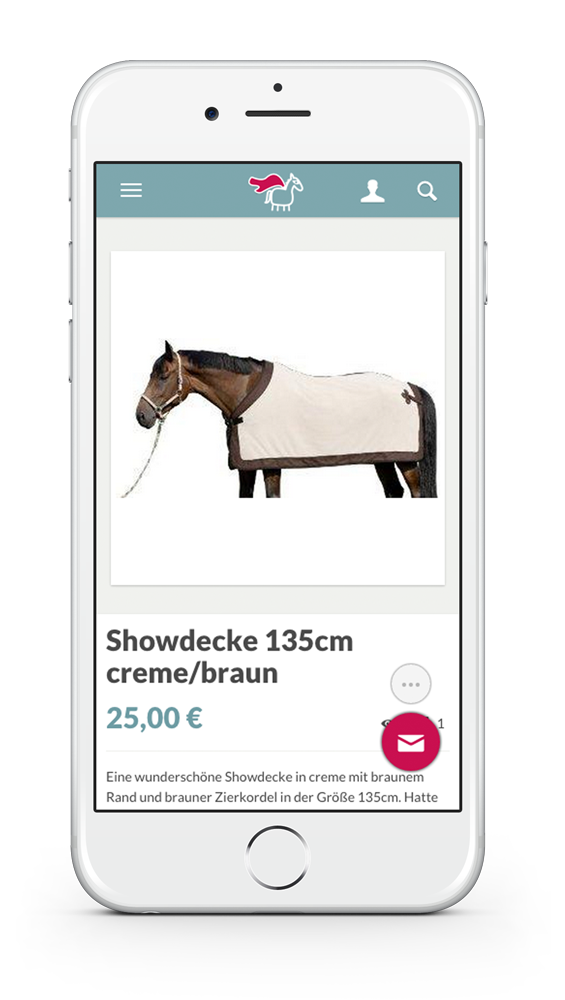 Showdecke 135cm
creme/braun
25,00 €
1
Eine wunderschöne Showdecke in creme mit braunem
Rand und brauner Zierkordel in der Größe 135cm. Hatte